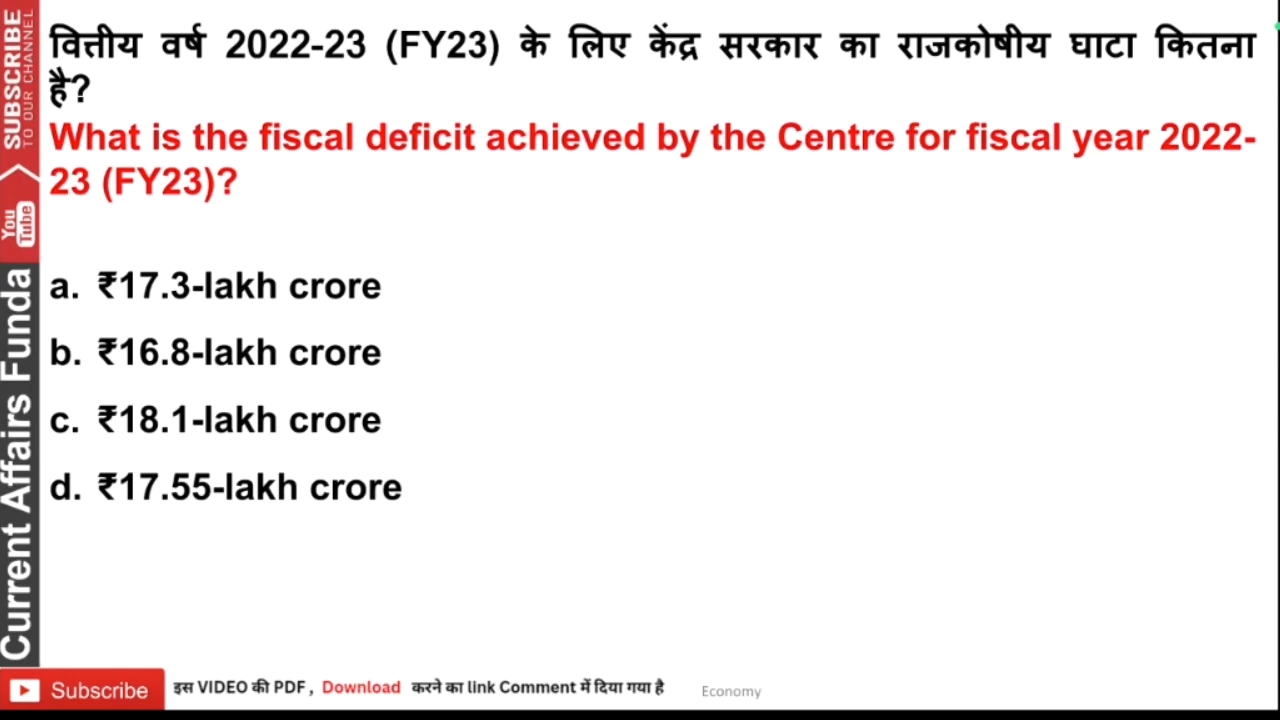 वित्तीय वर्ष 2022-23 (FY23) के लिए केंद्र सरकार का राजकोषीय घाटा कितना
है?
What is the fiscal deficit achieved by the Centre for fiscal year 2022-
23 (FY23)?
a. ₹17.3-lakh crore
b. ₹16.8-lakh crore
c. ₹18.1-lakh crore
d. ₹17.55-lakh crore
SUBSCRIBE
TO OUR CHANNEL
You
Tube
Current Affairs Funda
Subscribe
इस VIDEO की PDF , Download करने का link Comment में दिया गया है
Economy